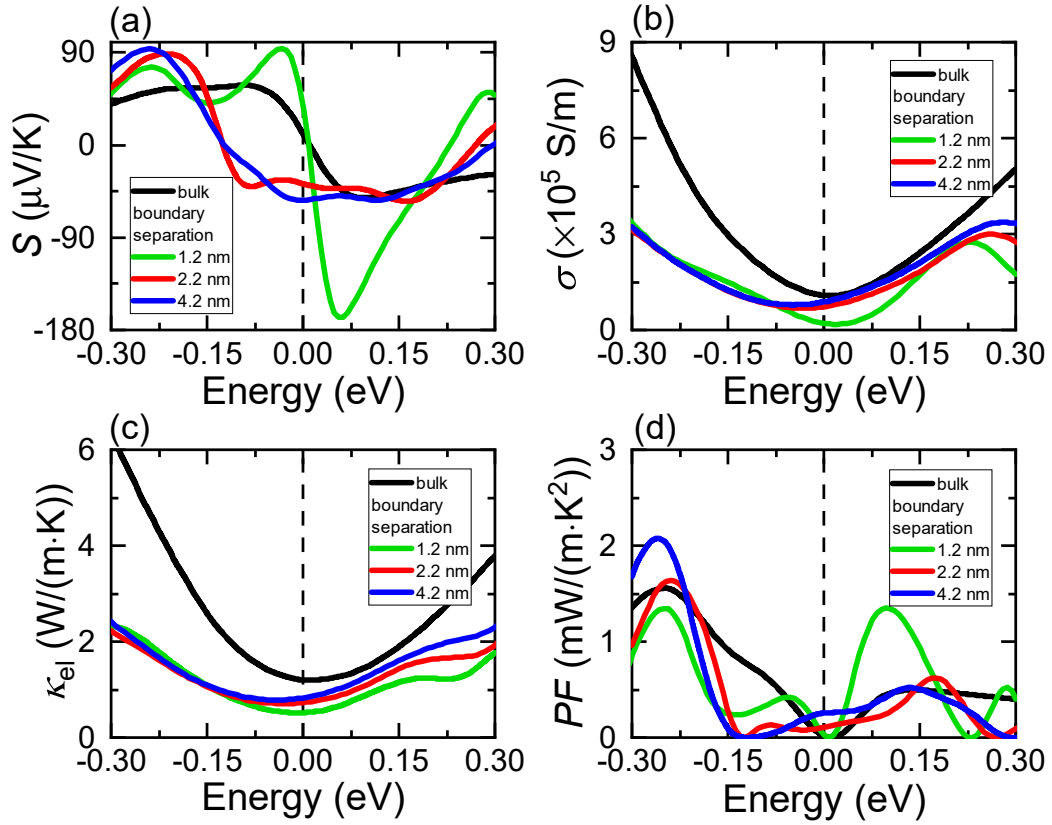 (a)
S (μV/K)
90
0
-90
-180
bulk
boundary
separation
1.2 nm
2.2 nm
4.2 nm
-0.30 -0.15 0.00 0.15 0.30
Energy (eV)
(b)
σ (×10⁵ S/m)
9
6
3
0
bulk
boundary
separation
1.2 nm
2.2 nm
4.2 nm
-0.30 -0.15 0.00 0.15 0.30
Energy (eV)
(c)
κel (W/(m·K))
6
4
2
0
bulk
boundary
separation
1.2 nm
2.2 nm
4.2 nm
-0.30 -0.15 0.00 0.15 0.30
Energy (eV)
(d)
PF (mW/(m·K²))
3
2
1
0
bulk
boundary
separation
1.2 nm
2.2 nm
4.2 nm
-0.30 -0.15 0.00 0.15 0.30
Energy (eV)